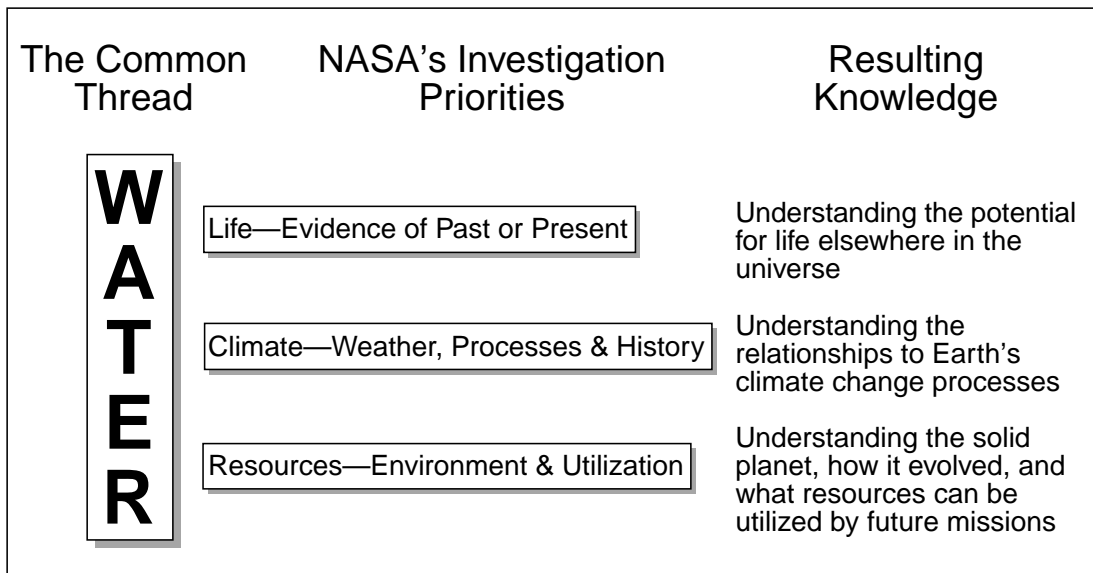 The Common
Thread
NASA's Investigation
Priorities
Resulting
Knowledge
W
A
T
E
R
Life—Evidence of Past or Present
Understanding the potential
for life elsewhere in the
universe
Climate—Weather, Processes & History
Understanding the
relationships to Earth's
climate change processes
Resources—Environment & Utilization
Understanding the solid
planet, how it evolved, and
what resources can be
utilized by future missions